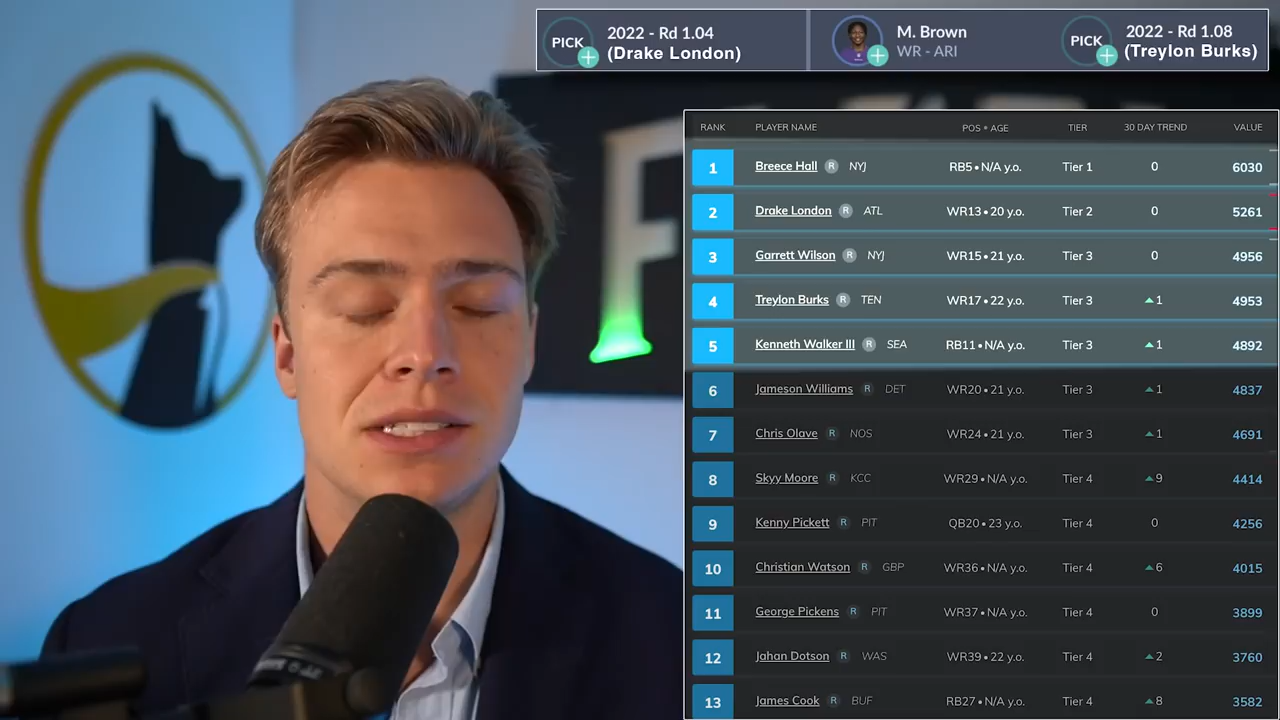 PICK 2022 - Rd 1.04
(Drake London)
M. Brown
WR - ARI
PICK 2022 - Rd 1.08
(Treylon Burks)
RANK PLAYER NAME POS • AGE TIER 30 DAY TREND VALUE
1 Breece Hall R NYJ RB5 • N/A y.o. Tier 1 0 6030
2 Drake London R ATL WR13 • 20 y.o. Tier 2 0 5261
3 Garrett Wilson R NYJ WR15 • 21 y.o. Tier 3 0 4956
4 Treylon Burks R TEN WR17 • 22 y.o. Tier 3 1 4953
5 Kenneth Walker III R SEA RB11 • N/A y.o. Tier 3 1 4892
6 Jameson Williams R DET WR20 • 21 y.o. Tier 3 1 4837
7 Chris Olave R NOS WR24 • 21 y.o. Tier 3 1 4691
8 Skyy Moore R KCC WR29 • N/A y.o. Tier 4 9 4414
9 Kenny Pickett R PIT QB20 • 23 y.o. Tier 4 0 4256
10 Christian Watson R GBP WR36 • N/A y.o. Tier 4 6 4015
11 George Pickens R PIT WR37 • N/A y.o. Tier 4 0 3899
12 Jahan Dotson R WAS WR39 • 22 y.o. Tier 4 2 3760
13 James Cook R BUF RB27 • N/A y.o. Tier 4 8 3582